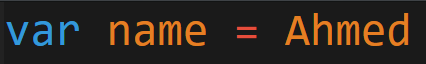 var name = Ahmed